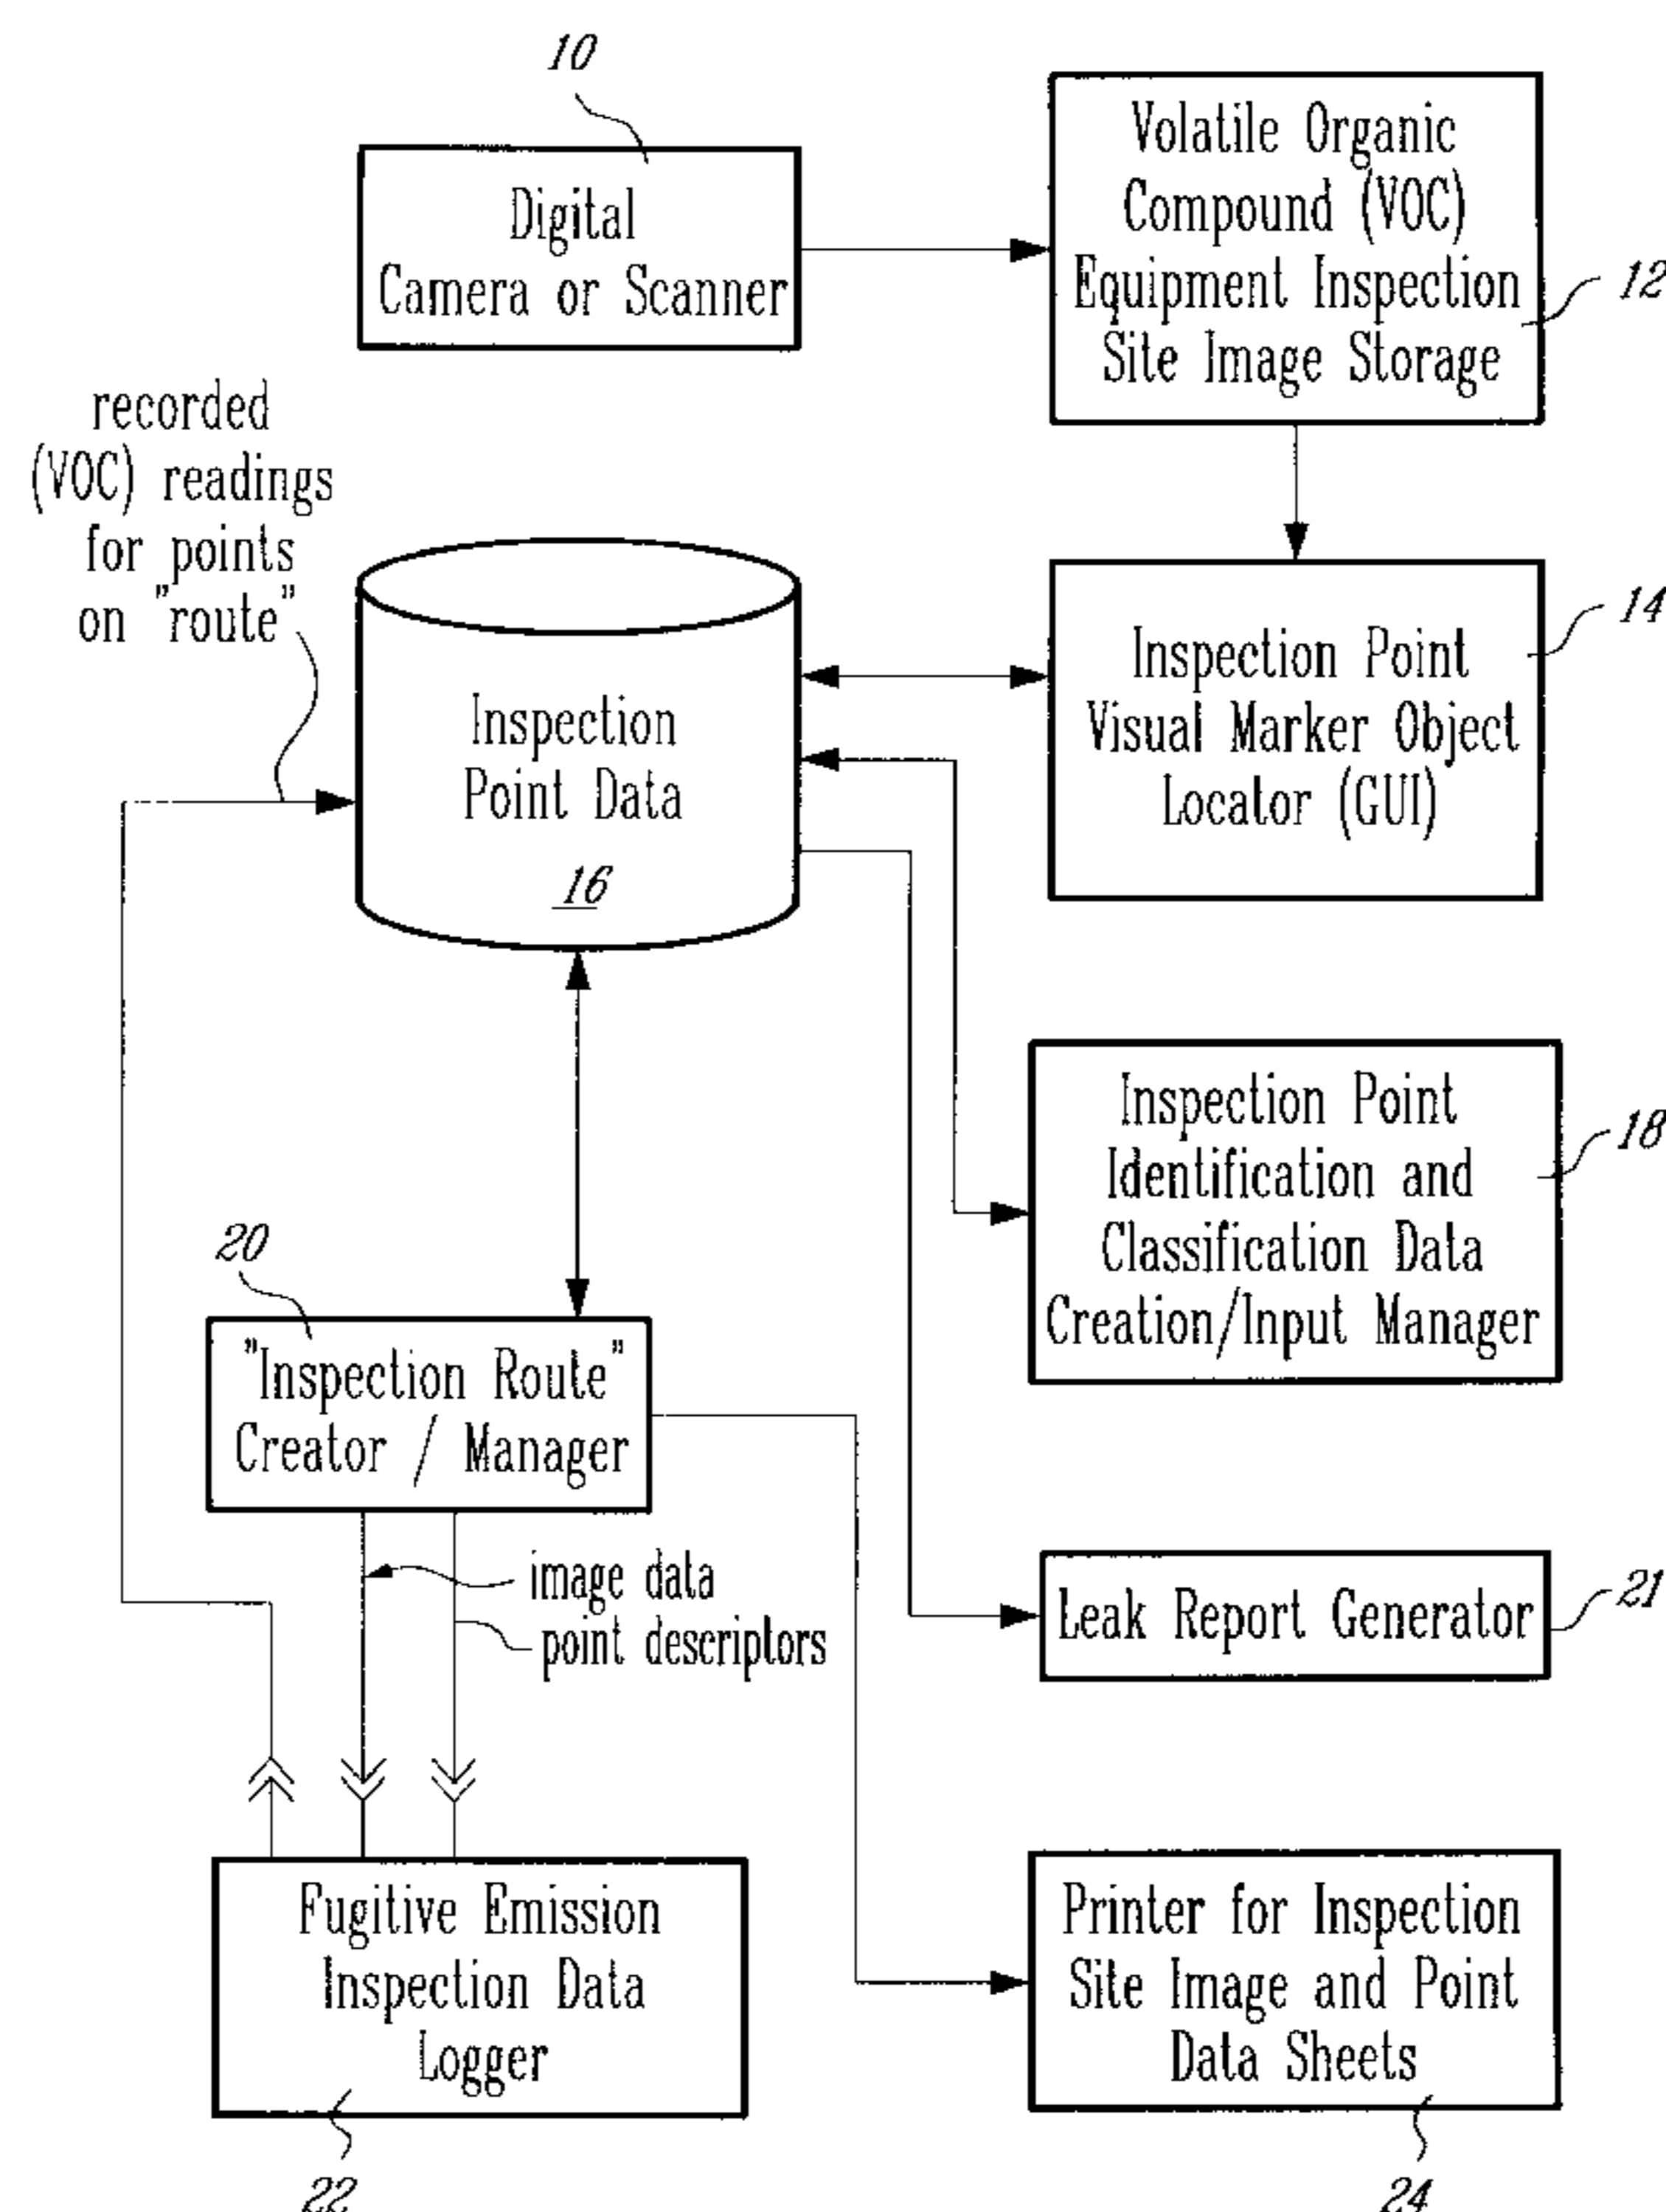 10
Digital
Camera or Scanner
Volatile Organic
Compound (VOC)
Equipment Inspection
Site Image Storage
12
recorded
(VOC) readings
for points
on "route"
Inspection
Point Data
16
Inspection Point
Visual Marker Object
Locator (GUI)
14
Inspection Point
Identification and
Classification Data
Creation/Input Manager
18
20
"Inspection Route"
Creator / Manager
image data
point descriptors
Leak Report Generator
21
Fugitive Emission
Inspection Data
Logger
22
Printer for Inspection
Site Image and Point
Data Sheets
24